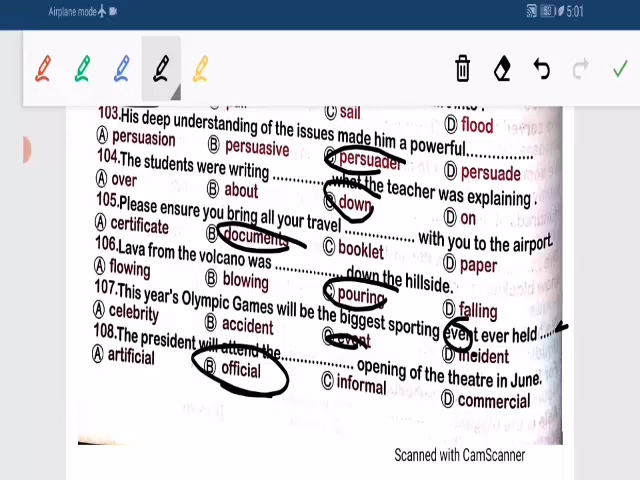 Airplane mode 93 5:01
C sail
D flood
103.His deep understanding of the issues made him a powerful...............
A persuasion B persuasive C persuader D persuade
104.The students were writing ............... what the teacher was explaining .
A over B about C down D on
105.Please ensure you bring all your travel ............... with you to the airport.
A certificate B documents C booklet D paper
106.Lava from the volcano was ............... down the hillside.
A flowing B blowing C pouring D falling
107.This year's Olympic Games will be the biggest sporting event ever held .....
A celebrity B accident C event D incident
108.The president will attend the............... opening of the theatre in June.
A artificial B official C informal D commercial
Scanned with CamScanner